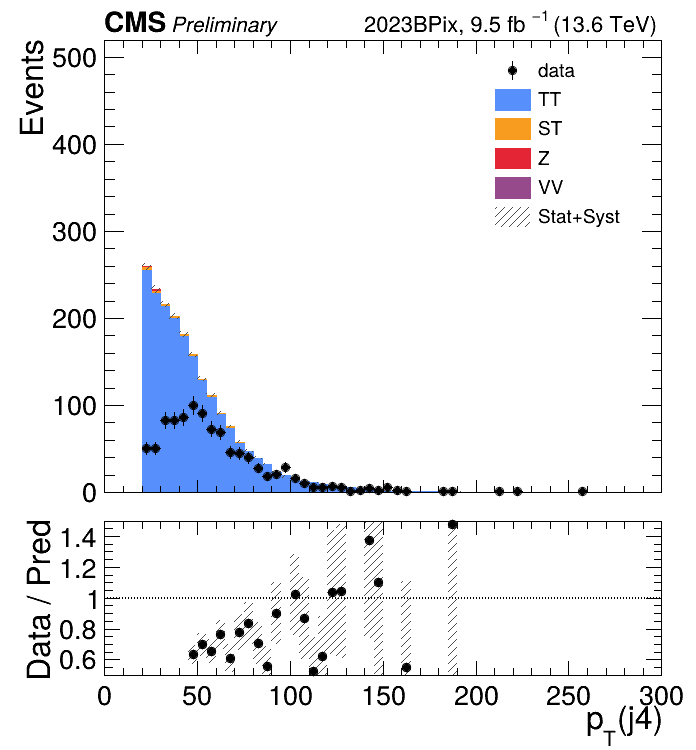 CMS Preliminary 2023BPix, 9.5 fb⁻¹ (13.6 TeV)
Events
500
400
300
200
100
0
data
TT
ST
Z
VV
Stat+Syst
Data / Pred
1.4
1.2
1
0.8
0.6
0 50 100 150 200 250 300
p_T(j4)